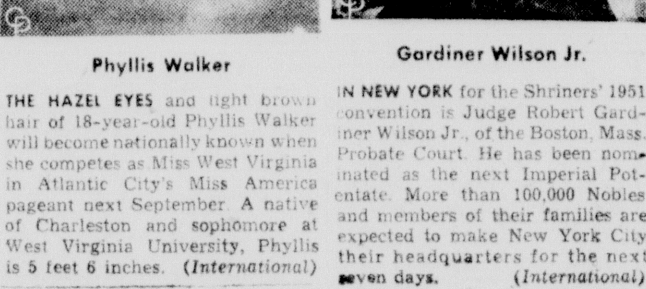 CP
Phyllis Walker
THE HAZEL EYES and light brown
hair of 18-year-old Phyllis Walker
will become nationally known when
she competes as Miss West Virginia
in Atlantic City's Miss America
pageant next September. A native
of Charleston and sophomore at
West Virginia University, Phyllis
is 5 feet 6 inches. (International)
Gardiner Wilson Jr.
IN NEW YORK for the Shriners' 1951
convention is Judge Robert Gard-
iner Wilson Jr., of the Boston, Mass.
Probate Court. He has been nom-
inated as the next Imperial Pot-
entate. More than 100,000 Nobles
and members of their families are
expected to make New York City
their headquarters for the next
seven days. (International)